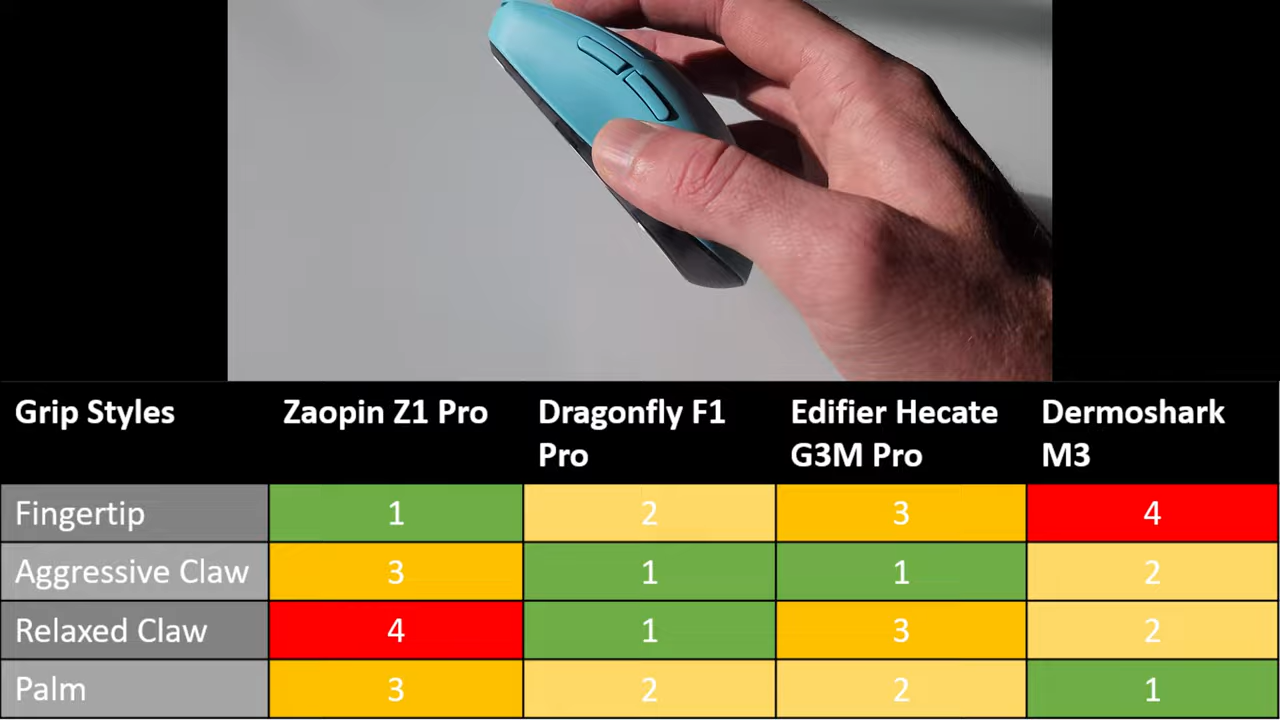 Grip Styles Zaopin Z1 Pro Dragonfly F1 Pro Edifier Hecate G3M Pro Dermoshark M3
Fingertip 1 2 3 4
Aggressive Claw 3 1 1 2
Relaxed Claw 4 1 3 2
Palm 3 2 2 1